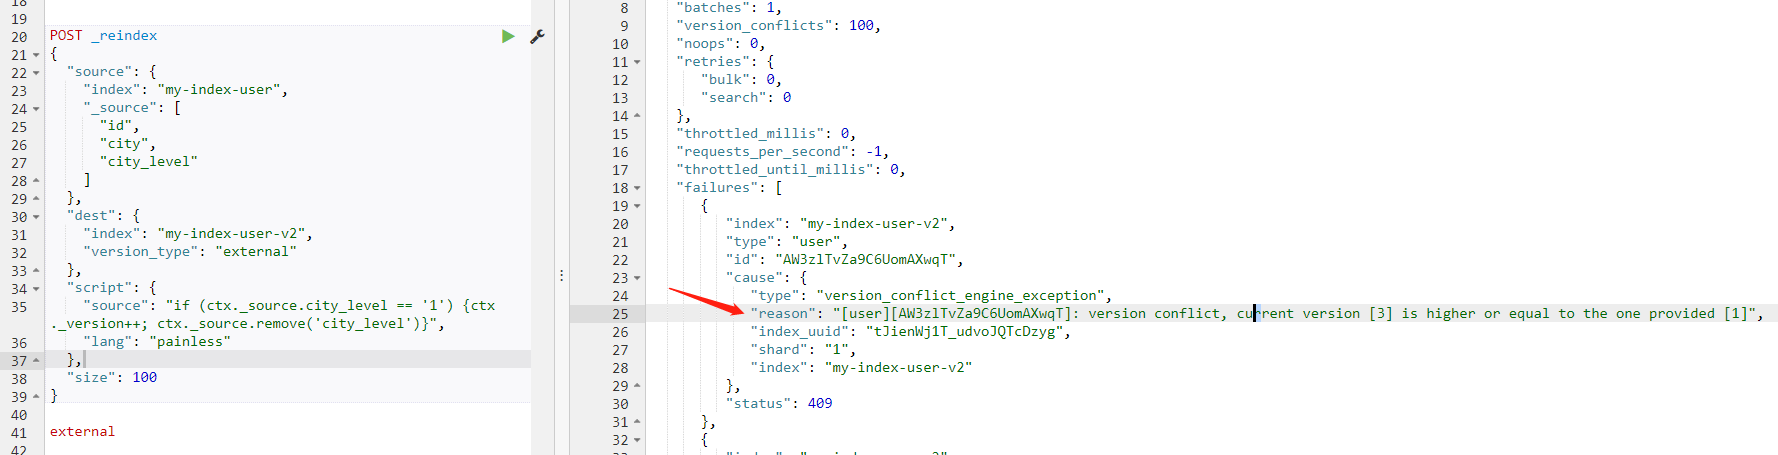 18
19
20 POST _reindex
21 {
22 "source": {
23 "index": "my-index-user",
24 "_source": [
25 "id",
26 "city",
27 "city_level"
28 ]
29 },
30 "dest": {
31 "index": "my-index-user-v2",
32 "version_type": "external"
33 },
34 "script": {
35 "source": "if (ctx._source.city_level == '1') {ctx
._version++; ctx._source.remove('city_level')}",
36 "lang": "painless"
37 },
38 "size": 100
39 }
40
41 external
42
8 "batches": 1,
9 "version_conflicts": 100,
10 "noops": 0,
11 "retries": {
12 "bulk": 0,
13 "search": 0
14 },
15 "throttled_millis": 0,
16 "requests_per_second": -1,
17 "throttled_until_millis": 0,
18 "failures": [
19 {
20 "index": "my-index-user-v2",
21 "type": "user",
22 "id": "AW3zlTvZa9C6UomAXwqT",
23 "cause": {
24 "type": "version_conflict_engine_exception",
25 "reason": "[user][AW3zlTvZa9C6UomAXwqT]: version conflict, current version [3] is higher or equal to the one provided [1]",
26 "index_uuid": "tJienWj1T_udvoJQTcDzyg",
27 "shard": "1",
28 "index": "my-index-user-v2"
29 },
30 "status": 409
31 },
32 {